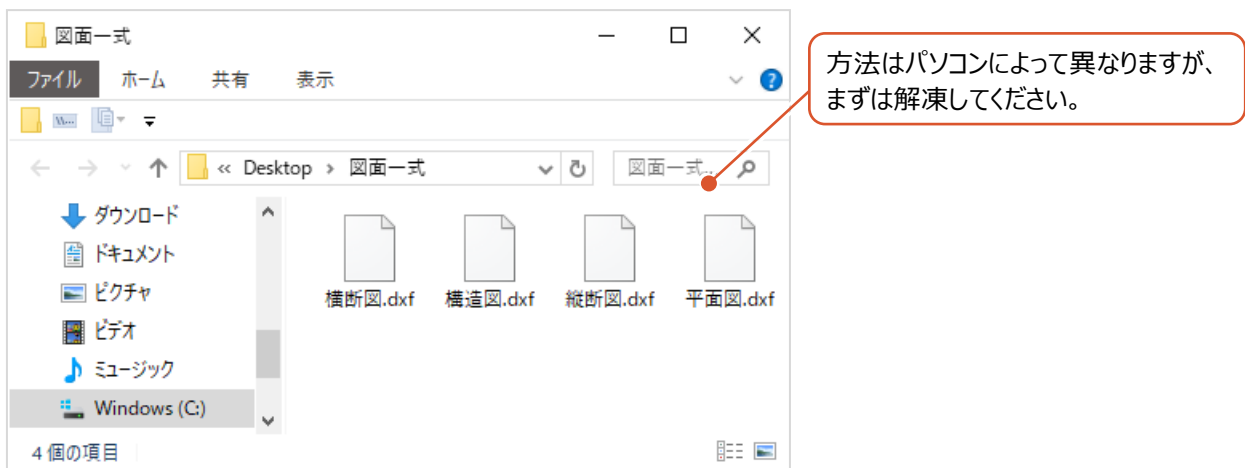 図面一式
ファイル ホーム 共有 表示
« Desktop › 図面一式
図面一式...
ダウンロード
ドキュメント
ピクチャ
ビデオ
ミュージック
Windows (C:)
横断図.dxf 構造図.dxf 縦断図.dxf 平面図.dxf
4 個の項目
方法はパソコンによって異なりますが、
まずは解凍してください。